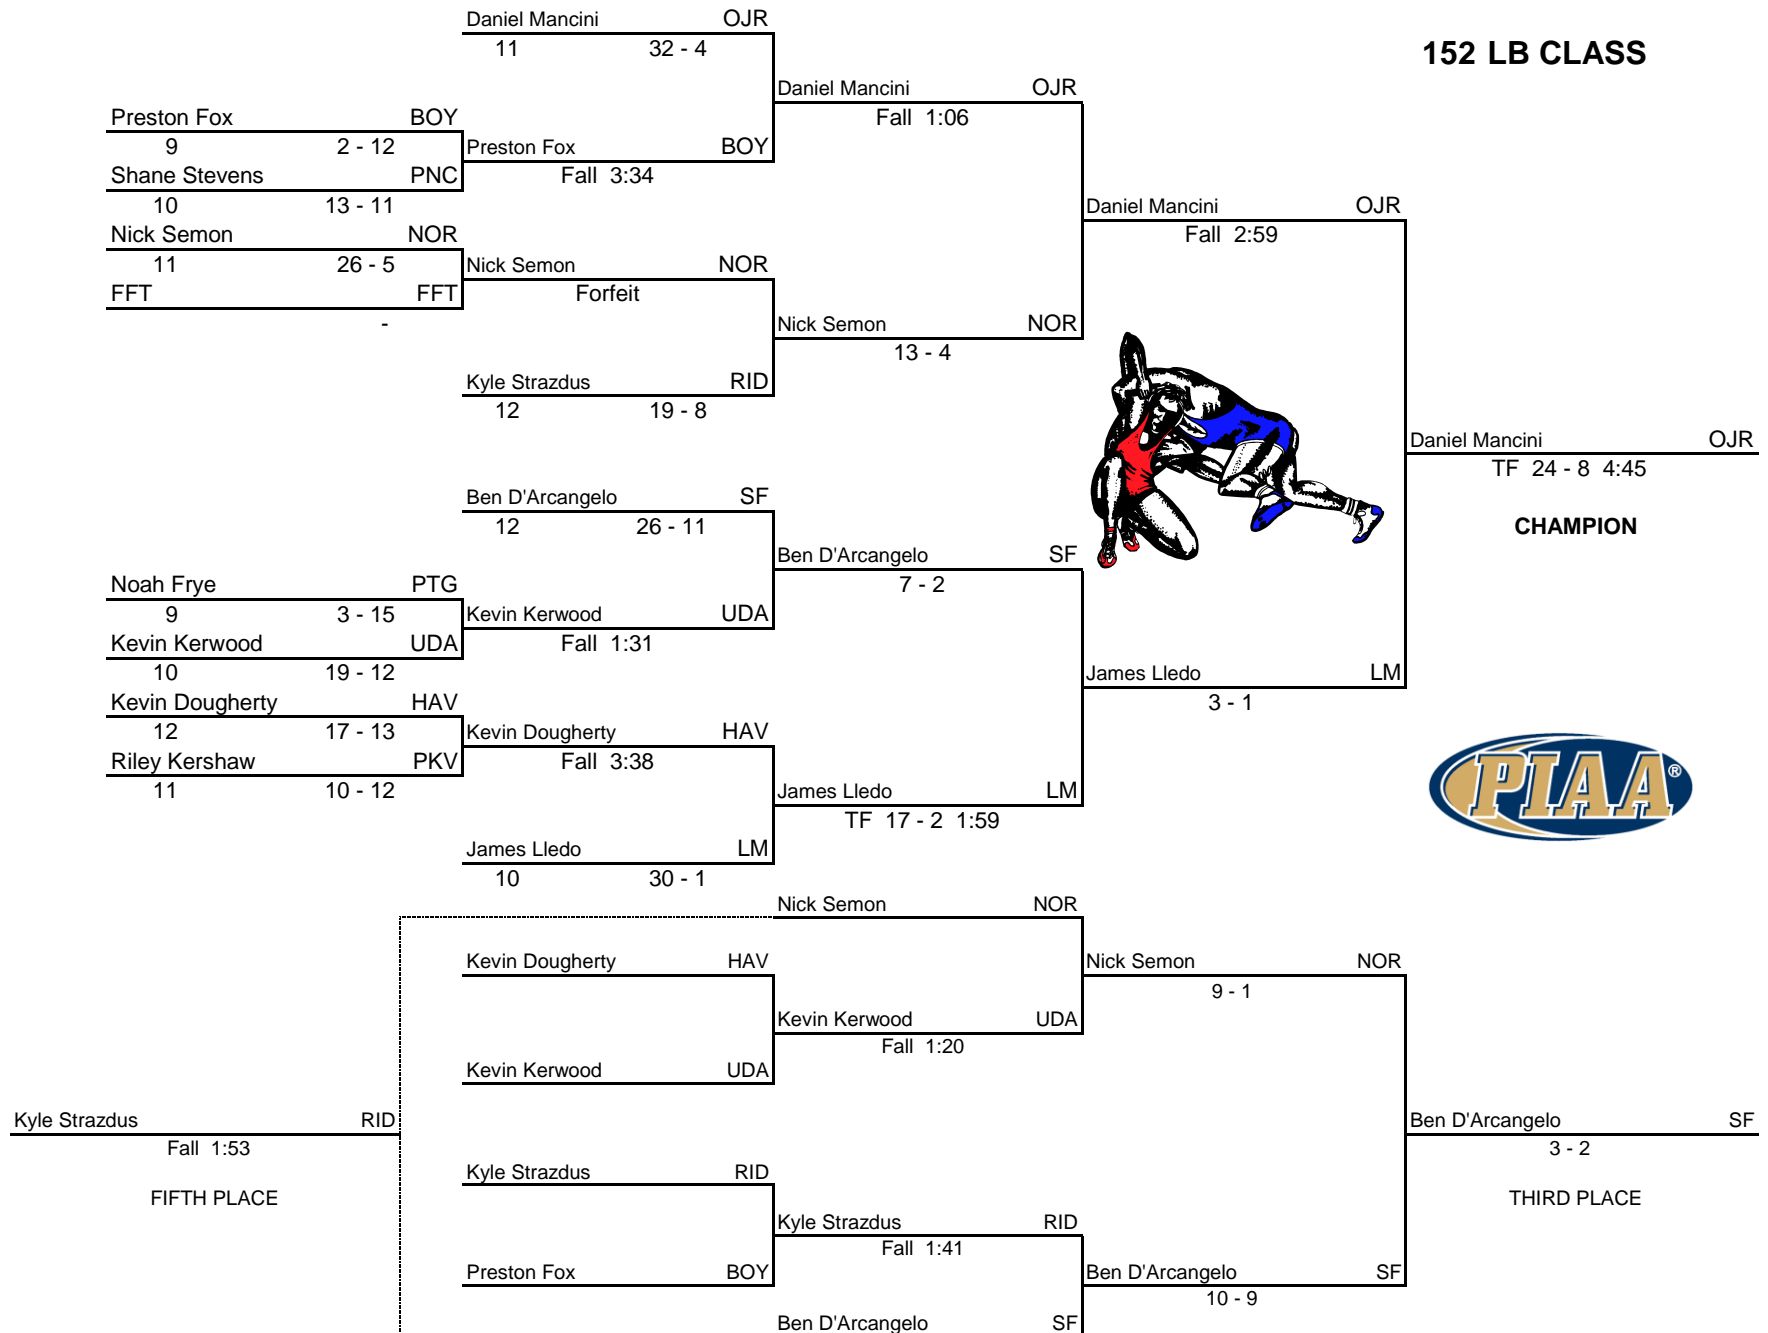 Daniel Mancini OJR
11 32 - 4
152 LB CLASS
Daniel Mancini OJR
Fall 1:06
Preston Fox BOY
9 2 - 12
Preston Fox BOY
Fall 3:34
Shane Stevens PNC
10 13 - 11
Daniel Mancini OJR
Fall 2:59
Nick Semon NOR
11 26 - 5
Nick Semon NOR
Forfeit
FFT FFT
-
Nick Semon NOR
13 - 4
Kyle Strazdus RID
12 19 - 8
Daniel Mancini OJR
TF 24 - 8 4:45
CHAMPION
Ben D'Arcangelo SF
12 26 - 11
Ben D'Arcangelo SF
7 - 2
Noah Frye PTG
9 3 - 15
Kevin Kerwood UDA
Fall 1:31
Kevin Kerwood UDA
10 19 - 12
James Lledo LM
3 - 1
Kevin Dougherty HAV
12 17 - 13
Kevin Dougherty HAV
Fall 3:38
Riley Kershaw PKV
11 10 - 12
PIAA®
James Lledo LM
TF 17 - 2 1:59
James Lledo LM
10 30 - 1
Nick Semon NOR
Kevin Dougherty HAV
Nick Semon NOR
9 - 1
Kevin Kerwood UDA
Fall 1:20
Kevin Kerwood UDA
Kyle Strazdus RID
Fall 1:53
FIFTH PLACE
Ben D'Arcangelo SF
3 - 2
THIRD PLACE
Kyle Strazdus RID
Kyle Strazdus RID
Fall 1:41
Preston Fox BOY
Ben D'Arcangelo SF
10 - 9
Ben D'Arcangelo SF